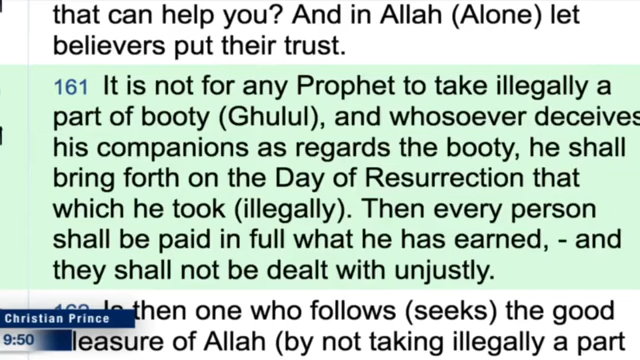 that can help you? And in Allah (Alone) let
believers put their trust.
161 It is not for any Prophet to take illegally a
part of booty (Ghulul), and whosoever deceives
his companions as regards the booty, he shall
bring forth on the Day of Resurrection that
which he took (illegally). Then every person
shall be paid in full what he has earned, - and
they shall not be dealt with unjustly.
then one who follows (seeks) the good
Christian Prince
9:50
of Allah (by not taking illegally a part